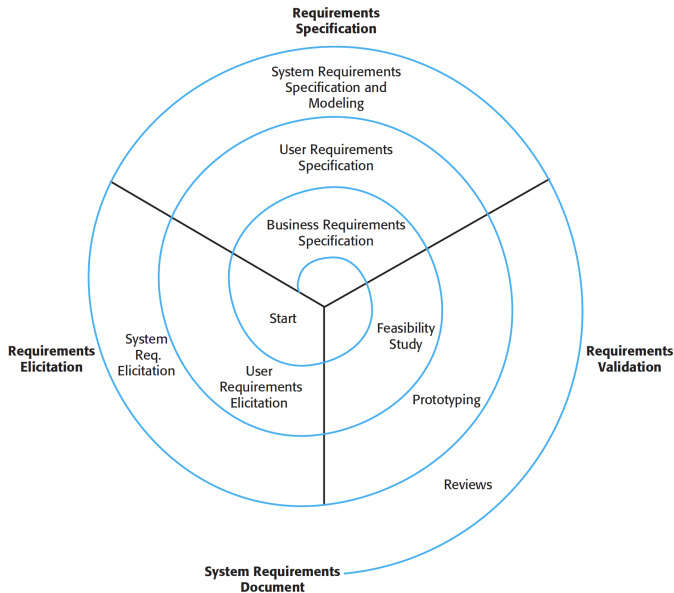 Requirements
Specification
System Requirements
Specification and
Modeling
User Requirements
Specification
Business Requirements
Specification
Start
Feasibility
Study
System
Req.
Elicitation
Requirements
Elicitation
Requirements
Validation
User
Requirements
Elicitation
Prototyping
Reviews
System Requirements
Document